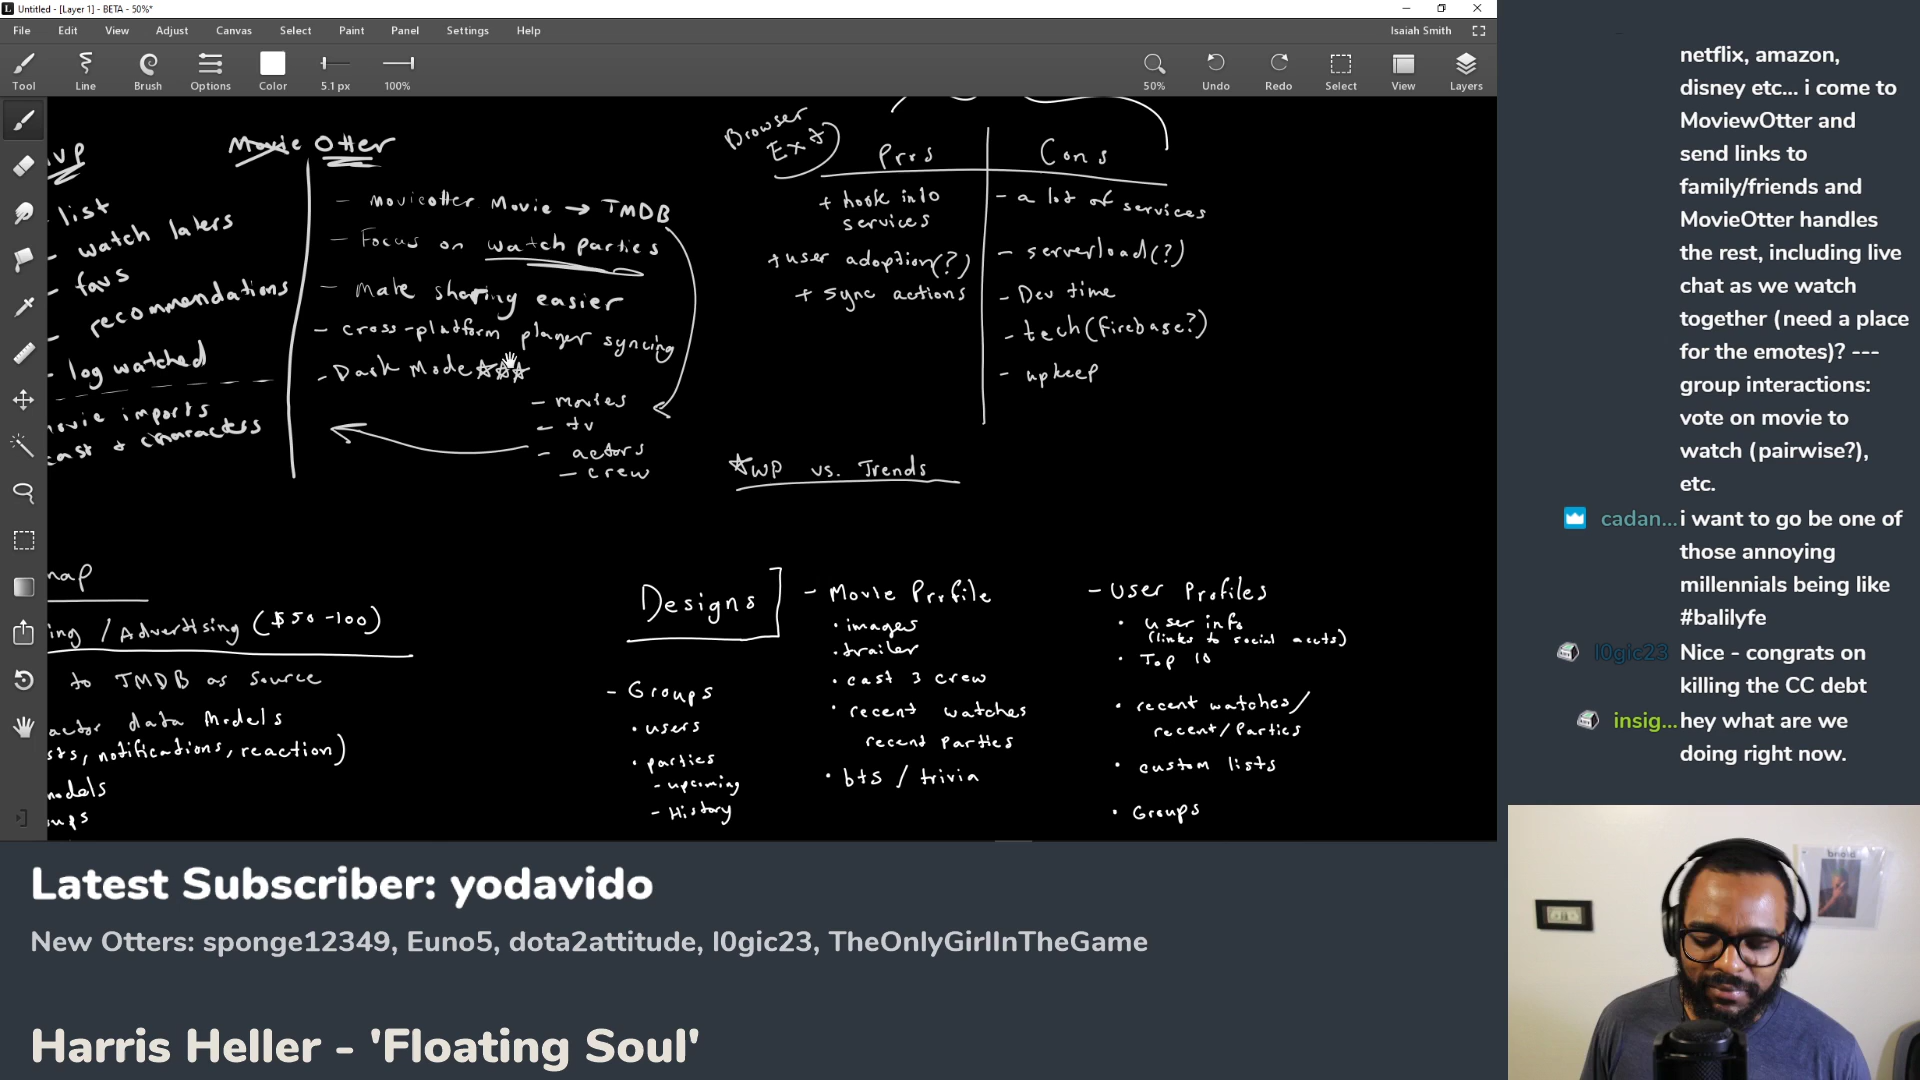 Untitled - [Layer 1] - BETA - 50%*
File Edit View Adjust Canvas Select Paint Panel Settings Help
Isaiah Smith
Tool Line Brush Options Color 5.1 px 100%
50% Undo Redo Select View Layers
list
- watch laters
- favs
- recommendations
- log watched
movie imports
cast + characters
Movie Otter
- movieotter Movie → TMDB
- Focus on watch parties
- Make sharing easier
- cross-platform player syncing
- Dark Mode ☆☆☆
- movies
- tv
- actors
- crew
Browser
Ext
Pros
+ hook into
services
+ user adoption(?)
+ sync actions
Cons
- a lot of services
- serverload(?)
- Dev time
- tech(Firebase?)
- upkeep
☆WP vs. Trends
map
ing /Advertising ($50-100)
to TMDB as source
actor data Models
sts, notifications, reaction)
models
ups
Designs
- Groups
• users
• parties
- upcoming
- History
- Movie Profile
• images
• trailer
• cast & crew
• recent watches
recent parties
• bts / trivia
- User Profiles
• user info
(links to social accts)
• Top 10
• recent watches/
recent/Parties
• custom lists
• Groups
netflix, amazon,
disney etc... i come to
MoviewOtter and
send links to
family/friends and
MovieOtter handles
the rest, including live
chat as we watch
together (need a place
for the emotes)? ---
group interactions:
vote on movie to
watch (pairwise?),
etc.
cadan... i want to go be one of
those annoying
millennials being like
#balilyfe
l0gic23 Nice - congrats on
killing the CC debt
insig... hey what are we
doing right now.
Latest Subscriber: yodavido
New Otters: sponge12349, Euno5, dota2attitude, l0gic23, TheOnlyGirlInTheGame
Harris Heller - 'Floating Soul'